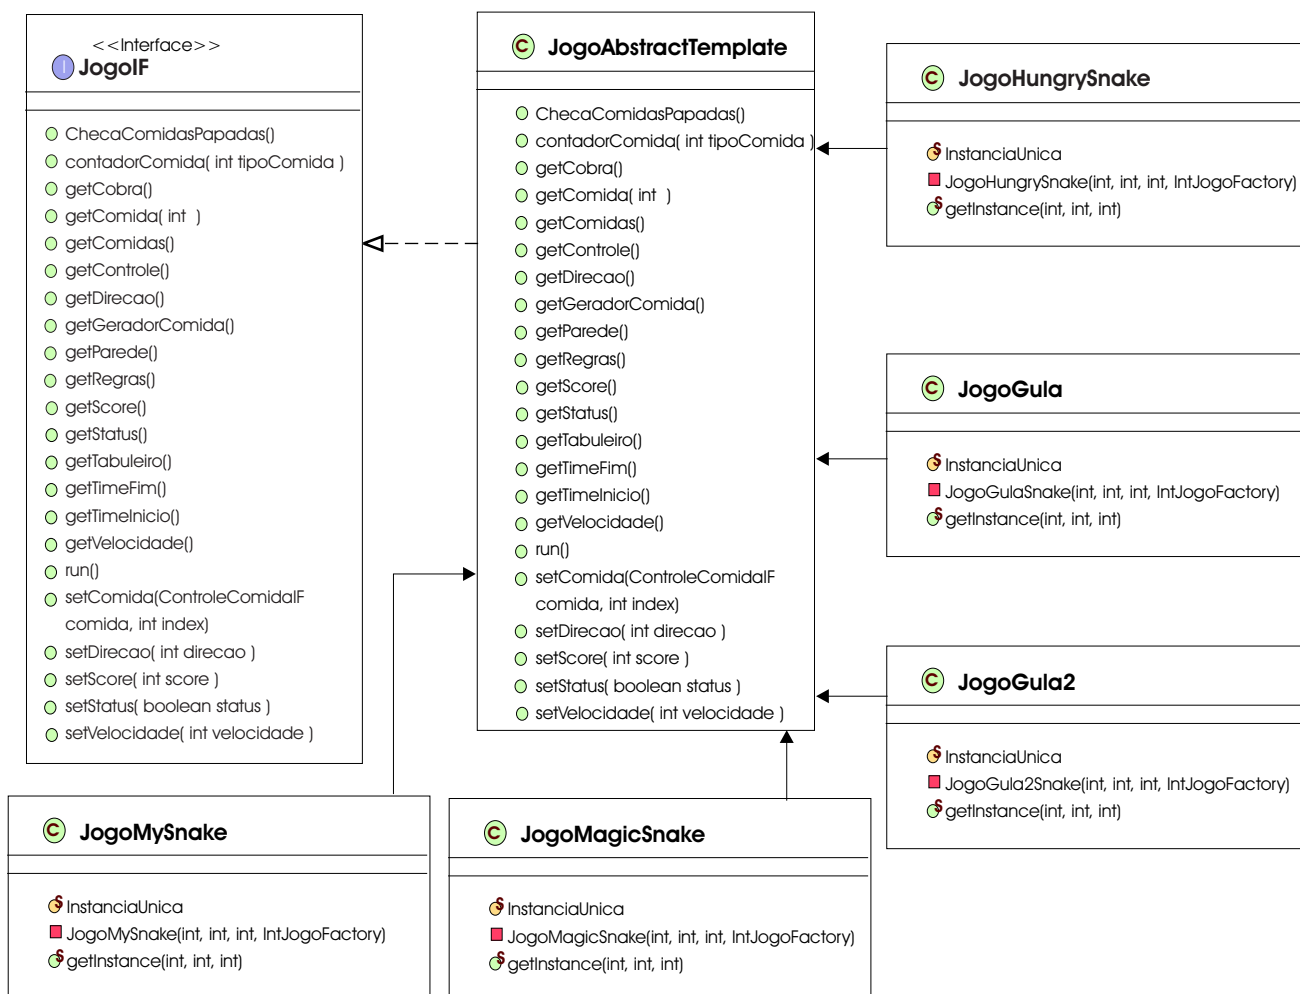 <<Interface>>
JogoIF
ChecaComidasPapadas()
contadorComida( int tipoComida )
getCobra()
getComida( int  )
getComidas()
getControle()
getDirecao()
getGeradorComida()
getParede()
getRegras()
getScore()
getStatus()
getTabuleiro()
getTimeFim()
getTimeInicio()
getVelocidade()
run()
setComida(ControleComidaIF
comida, int index)
setDirecao( int direcao )
setScore( int score )
setStatus( boolean status )
setVelocidade( int velocidade )
JogoAbstractTemplate
ChecaComidasPapadas()
contadorComida( int tipoComida )
getCobra()
getComida( int  )
getComidas()
getControle()
getDirecao()
getGeradorComida()
getParede()
getRegras()
getScore()
getStatus()
getTabuleiro()
getTimeFim()
getTimeInicio()
getVelocidade()
run()
setComida(ControleComidaIF
comida, int index)
setDirecao( int direcao )
setScore( int score )
setStatus( boolean status )
setVelocidade( int velocidade )
JogoHungrySnake
InstanciaUnica
JogoHungrySnake(int, int, int, IntJogoFactory)
getInstance(int, int, int)
JogoGula
InstanciaUnica
JogoGulaSnake(int, int, int, IntJogoFactory)
getInstance(int, int, int)
JogoGula2
InstanciaUnica
JogoGula2Snake(int, int, int, IntJogoFactory)
getInstance(int, int, int)
JogoMySnake
InstanciaUnica
JogoMySnake(int, int, int, IntJogoFactory)
getInstance(int, int, int)
JogoMagicSnake
InstanciaUnica
JogoMagicSnake(int, int, int, IntJogoFactory)
getInstance(int, int, int)